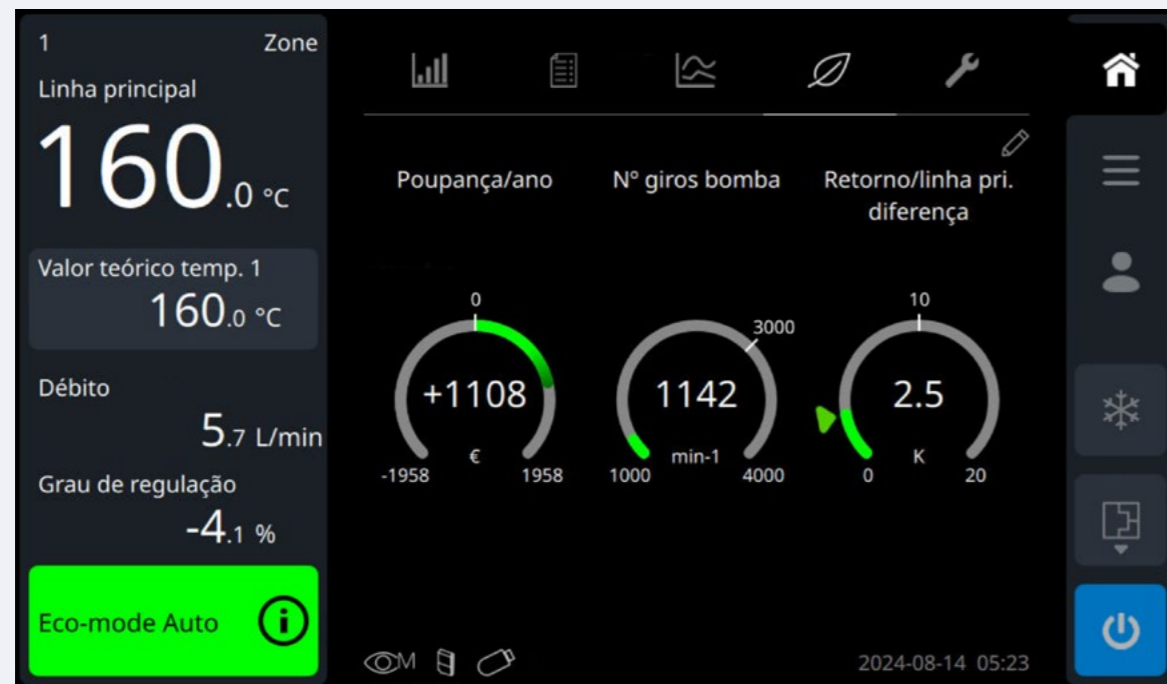 1 Zone
Linha principal
160.0 °C
Valor teórico temp. 1
160.0 °C
Débito
5.7 L/min
Grau de regulação
-4.1 %
Eco-mode Auto i
Poupança/ano
0
+1108
€
-1958 1958
Nº giros bomba
3000
1142
min-1
1000 4000
Retorno/linha pri.
diferença
10
2.5
K
0 20
M
2024-08-14 05:23